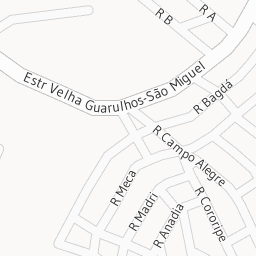 R A
R B
Estr Velha Guarulhos-São Miguel
R Bagdá
R Campo Alegre
R Meca
R Madri
R Anadia
R Cororipe